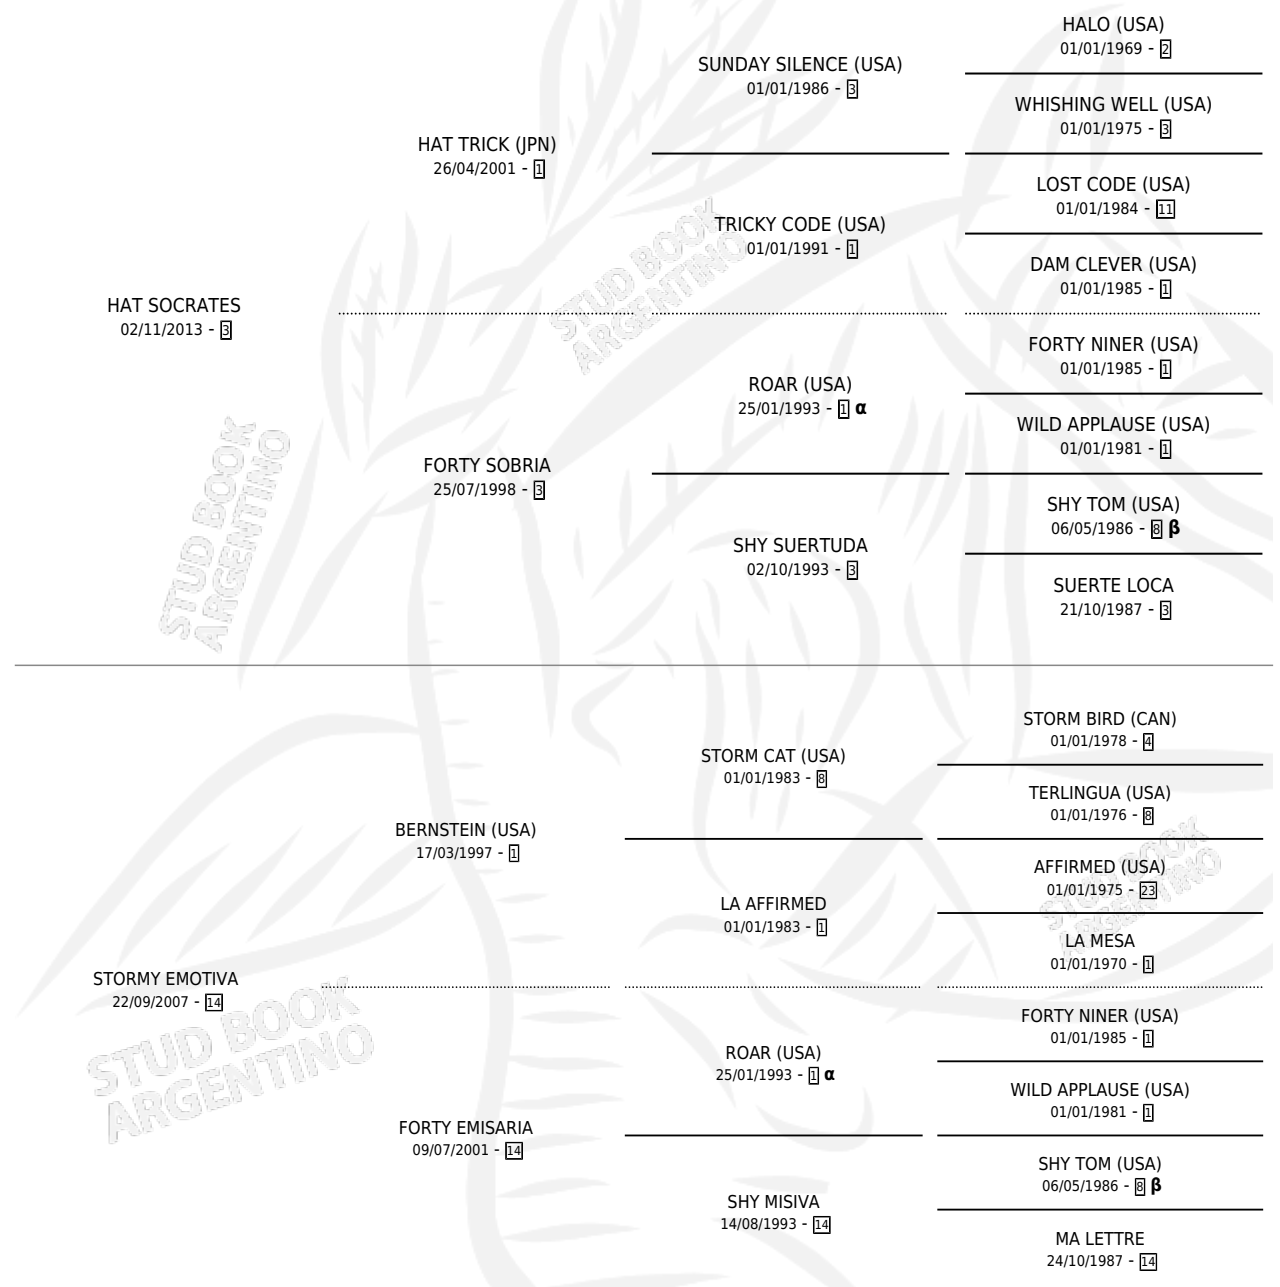 HALO (USA)
01/01/1969 - 2
SUNDAY SILENCE (USA)
01/01/1986 - 3
WHISHING WELL (USA)
01/01/1975 - 3
HAT TRICK (JPN)
26/04/2001 - 1
LOST CODE (USA)
01/01/1984 - 11
TRICKY CODE (USA)
01/01/1991 - 1
DAM CLEVER (USA)
01/01/1985 - 1
HAT SOCRATES
02/11/2013 - 3
FORTY NINER (USA)
01/01/1985 - 1
ROAR (USA)
25/01/1993 - 1 α
WILD APPLAUSE (USA)
01/01/1981 - 1
FORTY SOBRIA
25/07/1998 - 3
SHY TOM (USA)
06/05/1986 - 8 β
SHY SUERTUDA
02/10/1993 - 3
SUERTE LOCA
21/10/1987 - 3
STORM BIRD (CAN)
01/01/1978 - 4
STORM CAT (USA)
01/01/1983 - 8
TERLINGUA (USA)
01/01/1976 - 8
BERNSTEIN (USA)
17/03/1997 - 1
AFFIRMED (USA)
01/01/1975 - 23
LA AFFIRMED
01/01/1983 - 1
LA MESA
01/01/1970 - 1
STORMY EMOTIVA
22/09/2007 - 14
FORTY NINER (USA)
01/01/1985 - 1
ROAR (USA)
25/01/1993 - 1 α
WILD APPLAUSE (USA)
01/01/1981 - 1
FORTY EMISARIA
09/07/2001 - 14
SHY TOM (USA)
06/05/1986 - 8 β
SHY MISIVA
14/08/1993 - 14
MA LETTRE
24/10/1987 - 14
STUD BOOK
ARGENTINO
STUD BOOK
ARGENTINO
STUD BOOK
ARGENTINO
STUD BOOK
ARGENTINO